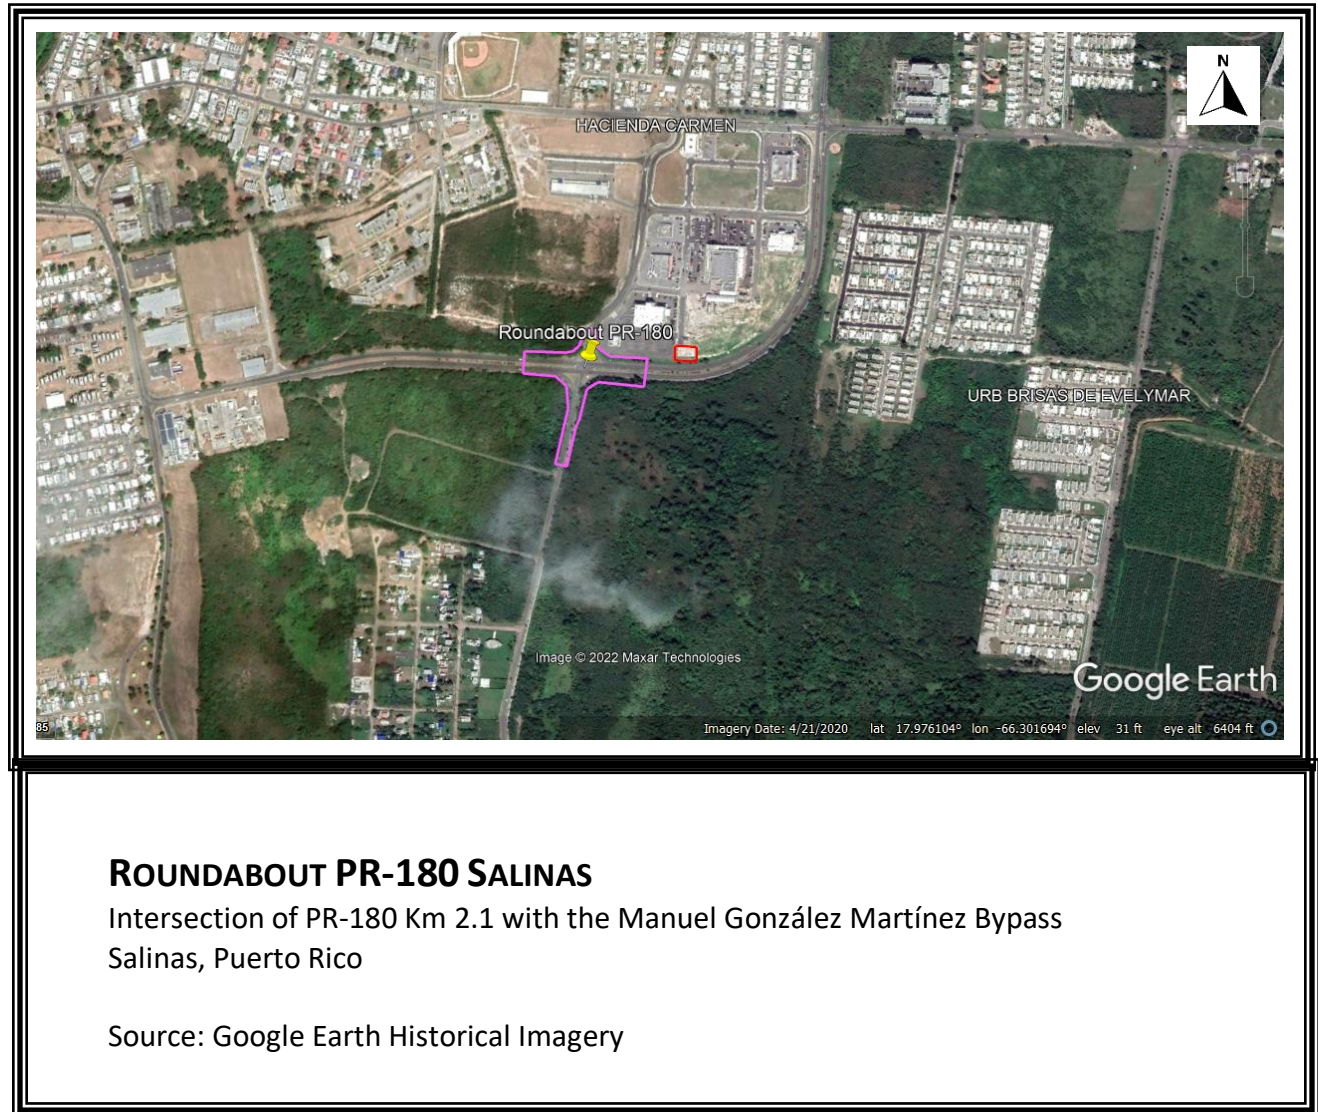 N
HACIENDA CARMEN
Roundabout PR-180
URB BRISAS DE EVELYMAR
Image © 2022 Maxar Technologies
Google Earth
85
Imagery Date: 4/21/2020 lat 17.976104° lon -66.301694° elev 31 ft eye alt 6404 ft
ROUNDABOUT PR-180 SALINAS
Intersection of PR-180 Km 2.1 with the Manuel González Martínez Bypass
Salinas, Puerto Rico
Source: Google Earth Historical Imagery